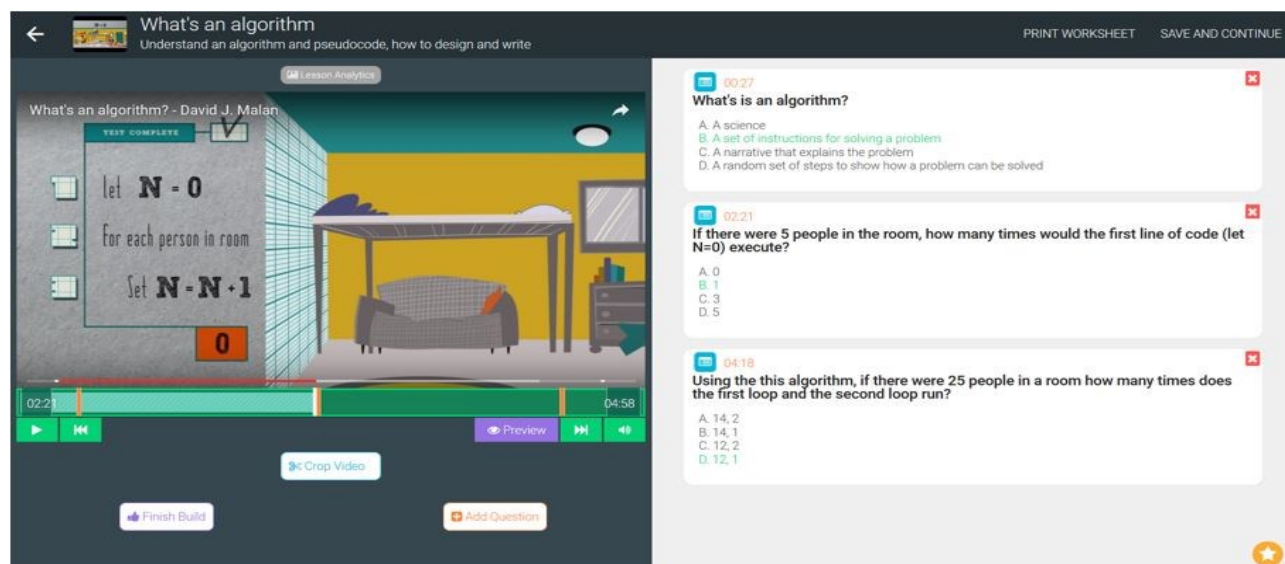 What's an algorithm
Understand an algorithm and pseudocode, how to design and write
PRINT WORKSHEET
SAVE AND CONTINUE
Lesson Analytics
What's an algorithm? - David J. Malan
TEST COMPLETE
let N = 0
For each person in room
Set N = N + 1
0
02:21
04:58
Preview
Crop Video
Finish Build
Add Question
00:27
What's is an algorithm?
A. A science
B. A set of instructions for solving a problem
C. A narrative that explains the problem
D. A random set of steps to show how a problem can be solved
02:21
If there were 5 people in the room, how many times would the first line of code (let
N=0) execute?
A. 0
B. 1
C. 3
D. 5
04:18
Using the this algorithm, if there were 25 people in a room how many times does
the first loop and the second loop run?
A. 14, 2
B. 14, 1
C. 12, 2
D. 12, 1